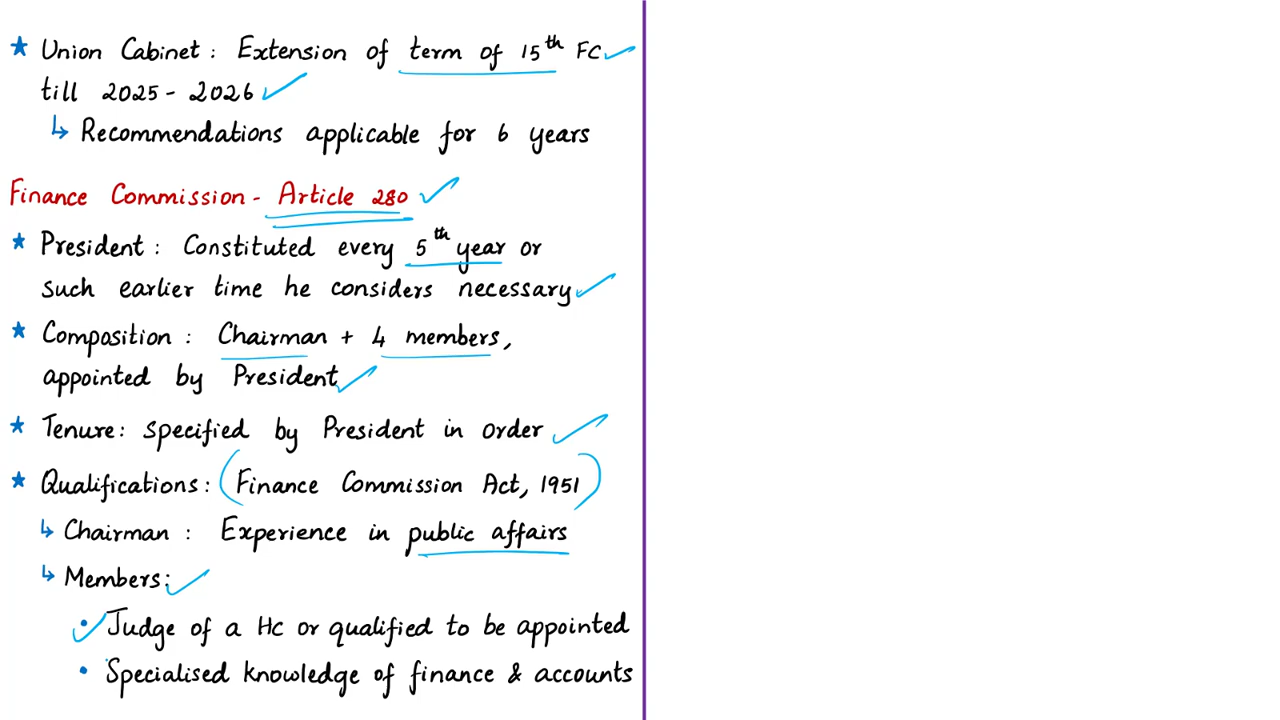 ★ Union Cabinet : Extension of term of 15th FC
till 2025 - 2026
↳ Recommendations applicable for 6 years
Finance Commission - Article 280
★ President : Constituted every 5th year or
such earlier time he considers necessary
★ Composition : Chairman + 4 members,
appointed by President
★ Tenure : specified by President in order
★ Qualifications : (Finance Commission Act, 1951)
↳ Chairman : Experience in public affairs
↳ Members :
• Judge of a HC or qualified to be appointed
• Specialised knowledge of finance & accounts